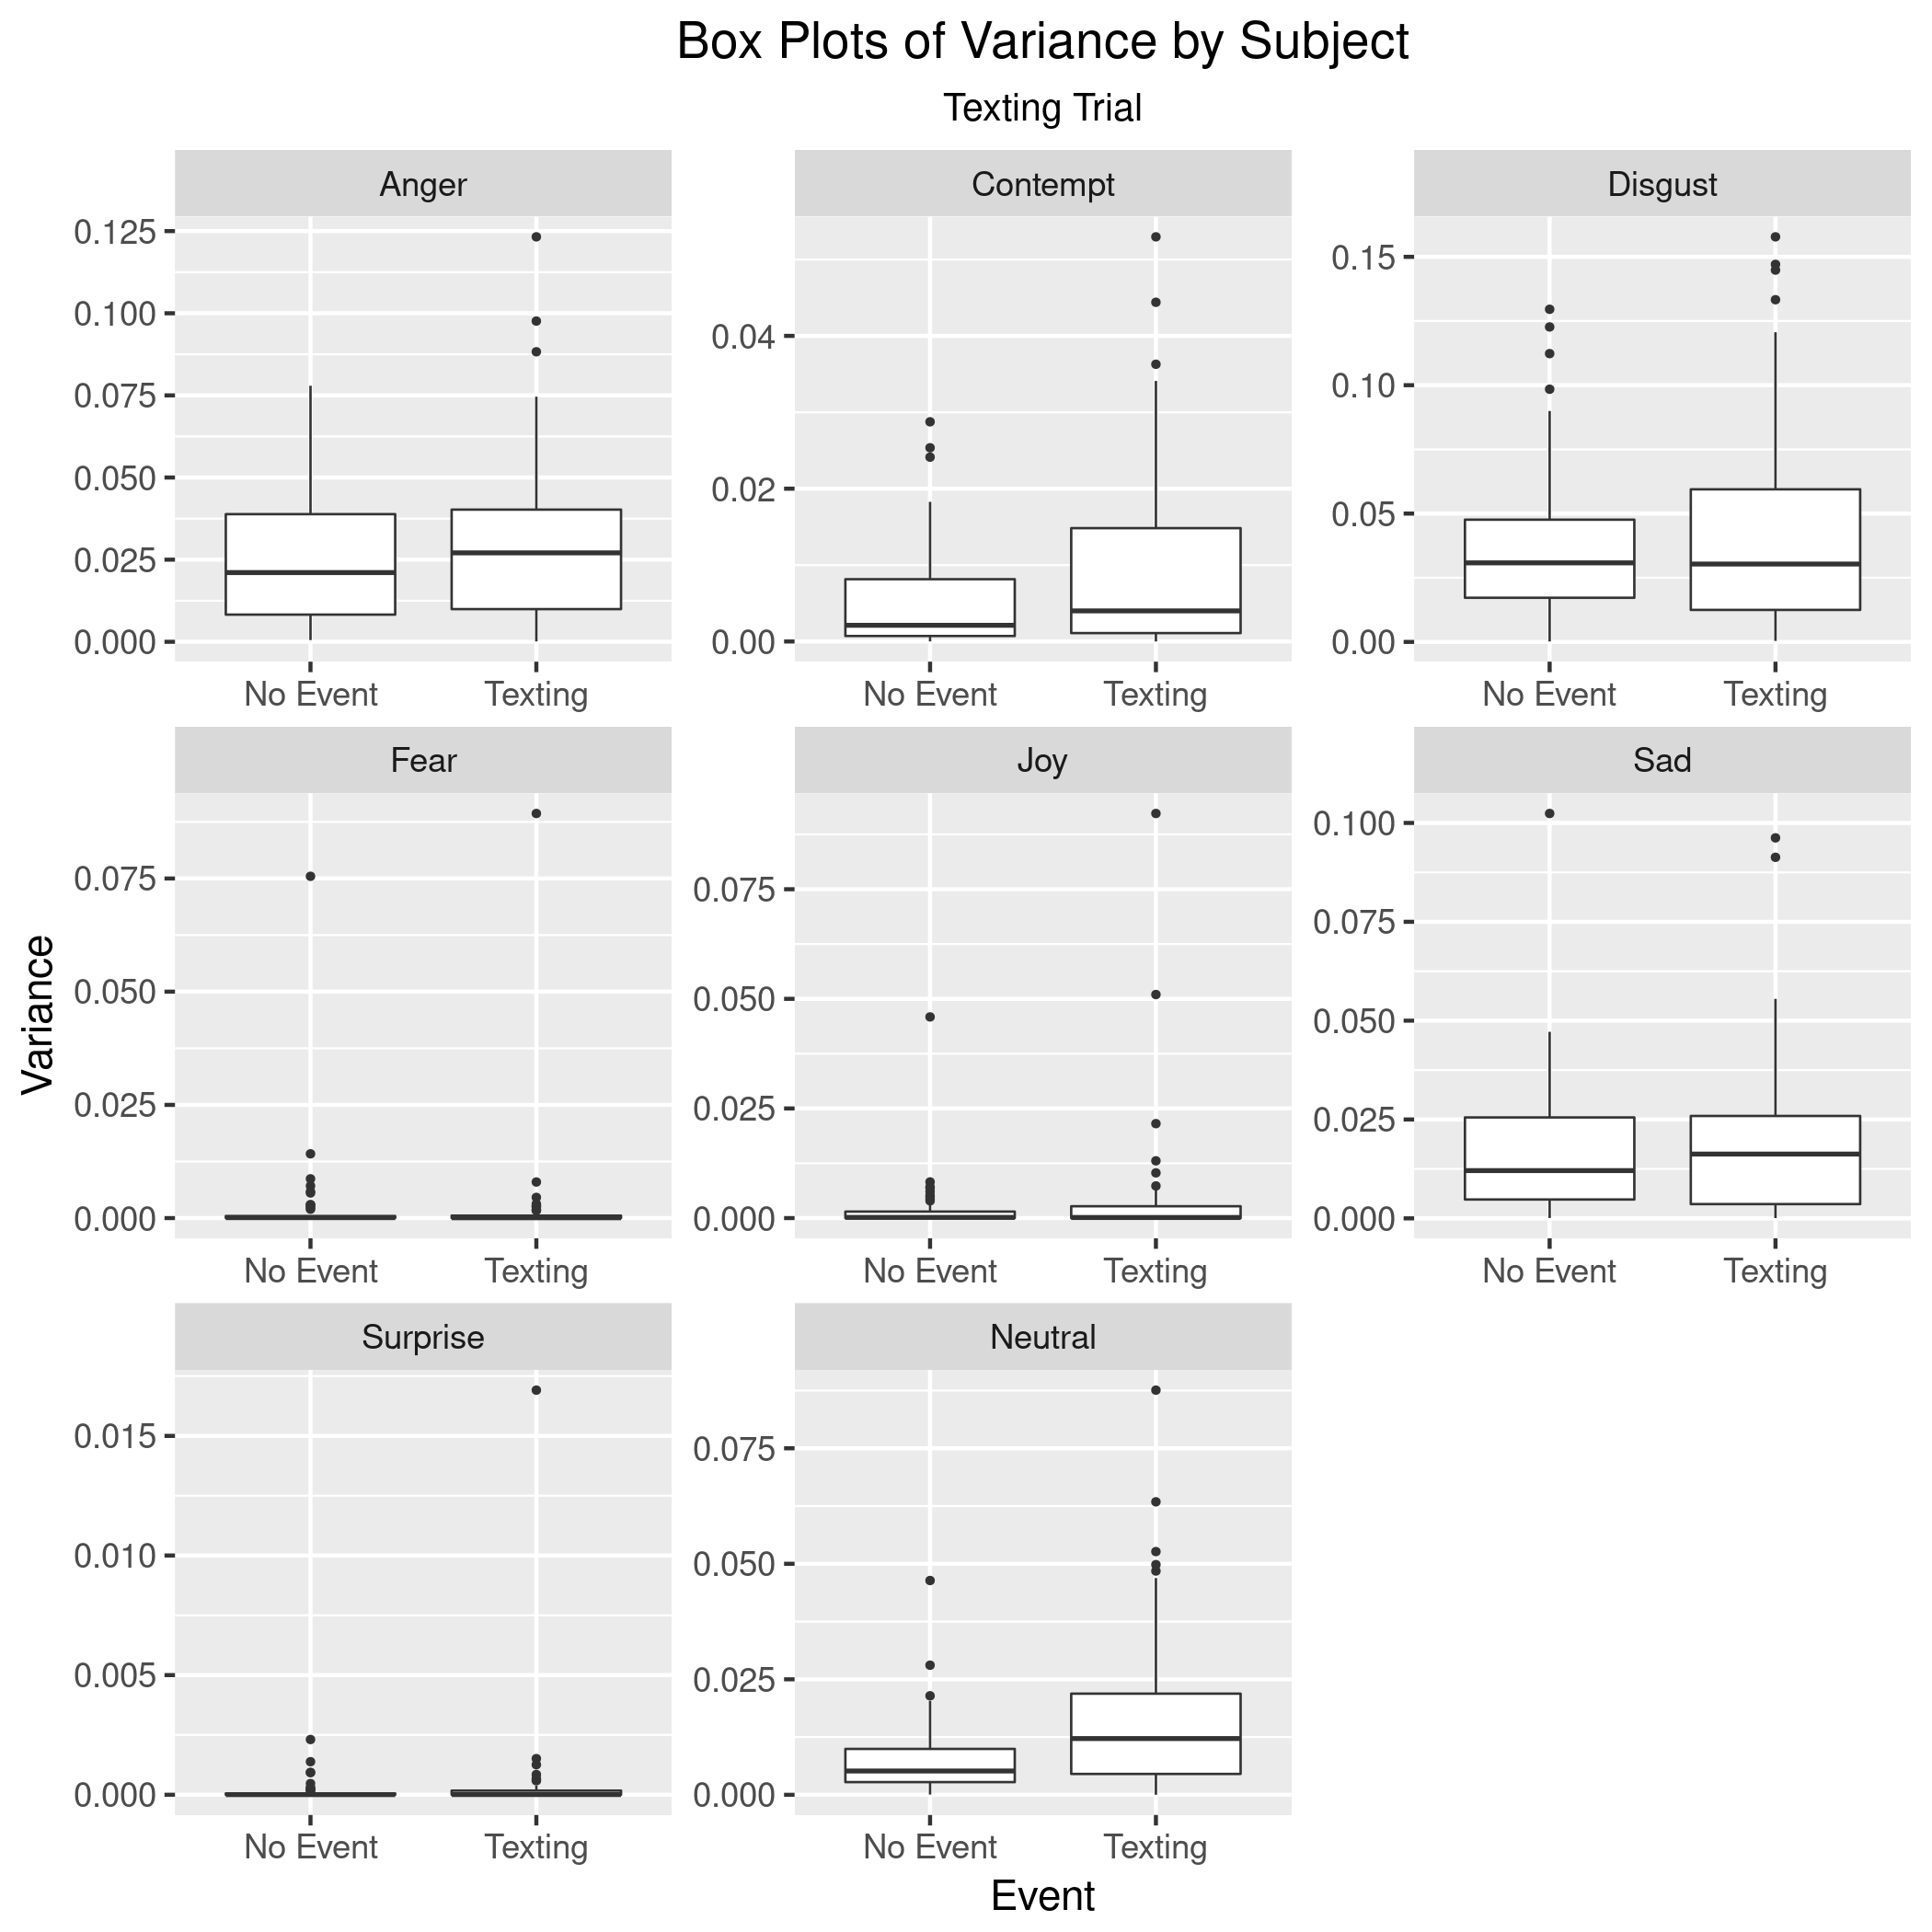 Box Plots of Variance by Subject
Texting Trial
Anger
Contempt
Disgust
0.125
0.100
0.075
0.050
0.025
0.000
0.04
0.02
0.00
0.15
0.10
0.05
0.00
No Event
Texting
No Event
Texting
No Event
Texting
Fear
Joy
Sad
0.075
0.050
0.025
0.000
0.075
0.050
0.025
0.000
0.100
0.075
0.050
0.025
0.000
No Event
Texting
No Event
Texting
No Event
Texting
Surprise
Neutral
0.015
0.010
0.005
0.000
0.075
0.050
0.025
0.000
No Event
Texting
No Event
Texting
Variance
Event